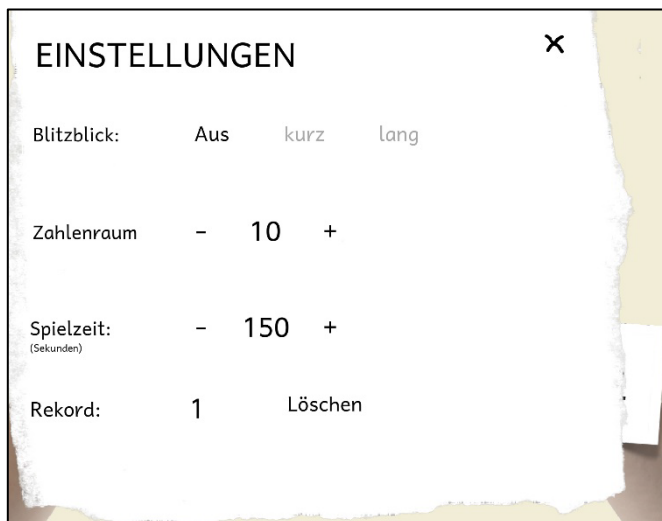 EINSTELLUNGEN ×
Blitzblick: Aus kurz lang
Zahlenraum - 10 +
Spielzeit: - 150 +
(Sekunden)
Rekord: 1 Löschen